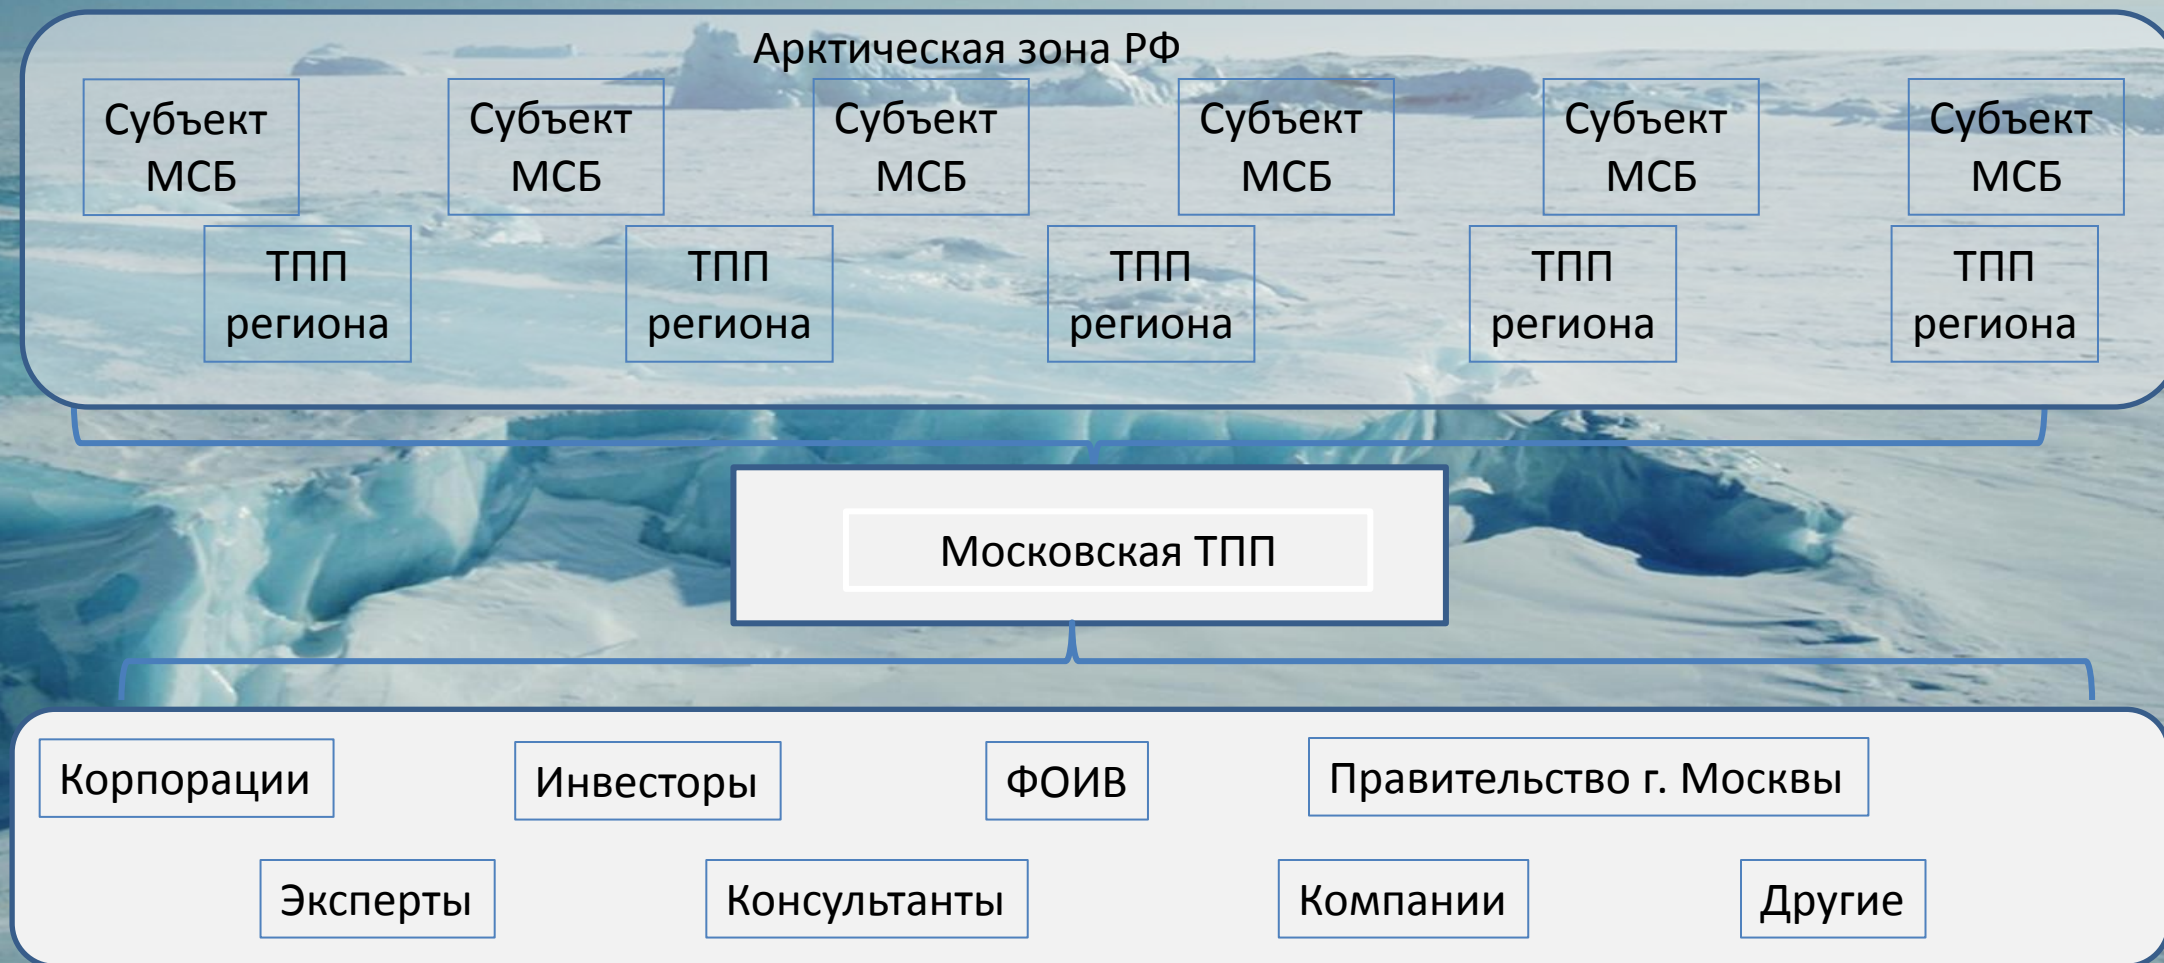 Арктическая зона РФ
Субъект
МСБ
Субъект
МСБ
Субъект
МСБ
Субъект
МСБ
Субъект
МСБ
Субъект
МСБ
ТПП
региона
ТПП
региона
ТПП
региона
ТПП
региона
ТПП
региона
Московская ТПП
Корпорации
Инвесторы
ФОИВ
Правительство г. Москвы
Эксперты
Консультанты
Компании
Другие